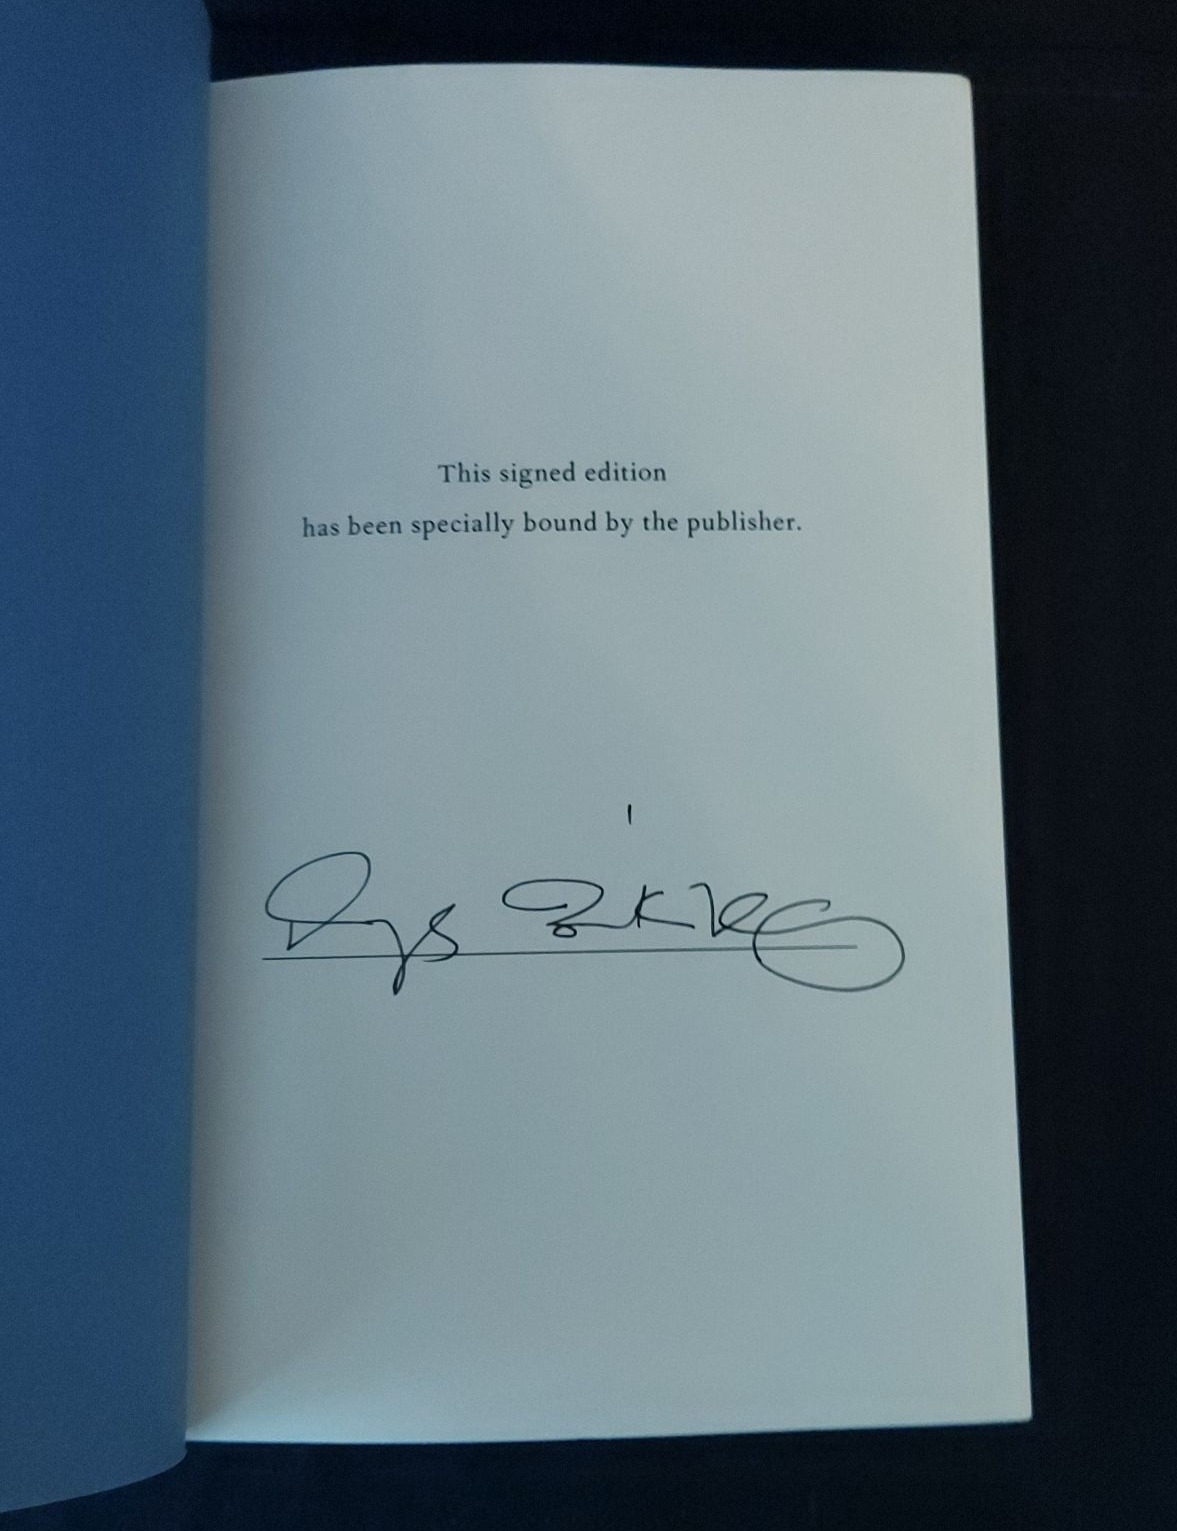 This signed edition
has been specially bound by the publisher.